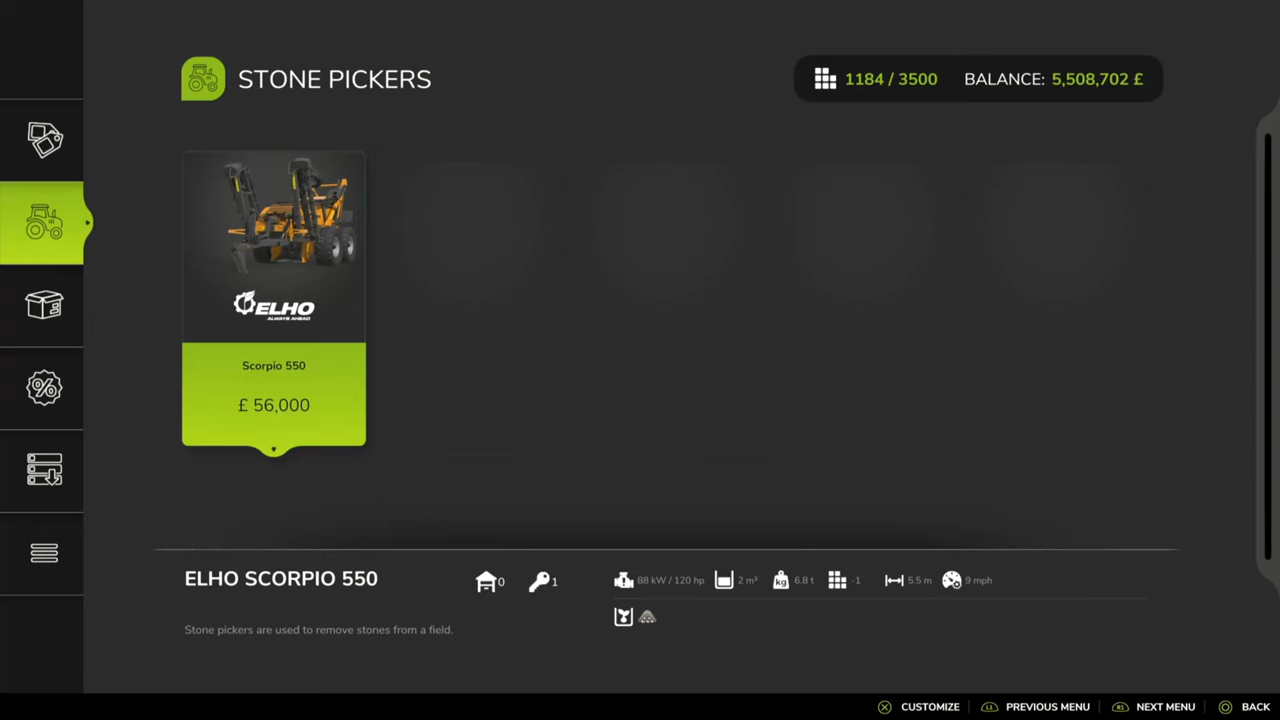 STONE PICKERS
1184 / 3500
BALANCE: 5,508,702 £
ELHO
ALWAYS AHEAD
Scorpio 550
£ 56,000
ELHO SCORPIO 550
0
1
88 kW / 120 hp
2 m³
6.8 t
-1
5.5 m
9 mph
Stone pickers are used to remove stones from a field.
CUSTOMIZE
L1 PREVIOUS MENU
R1 NEXT MENU
BACK